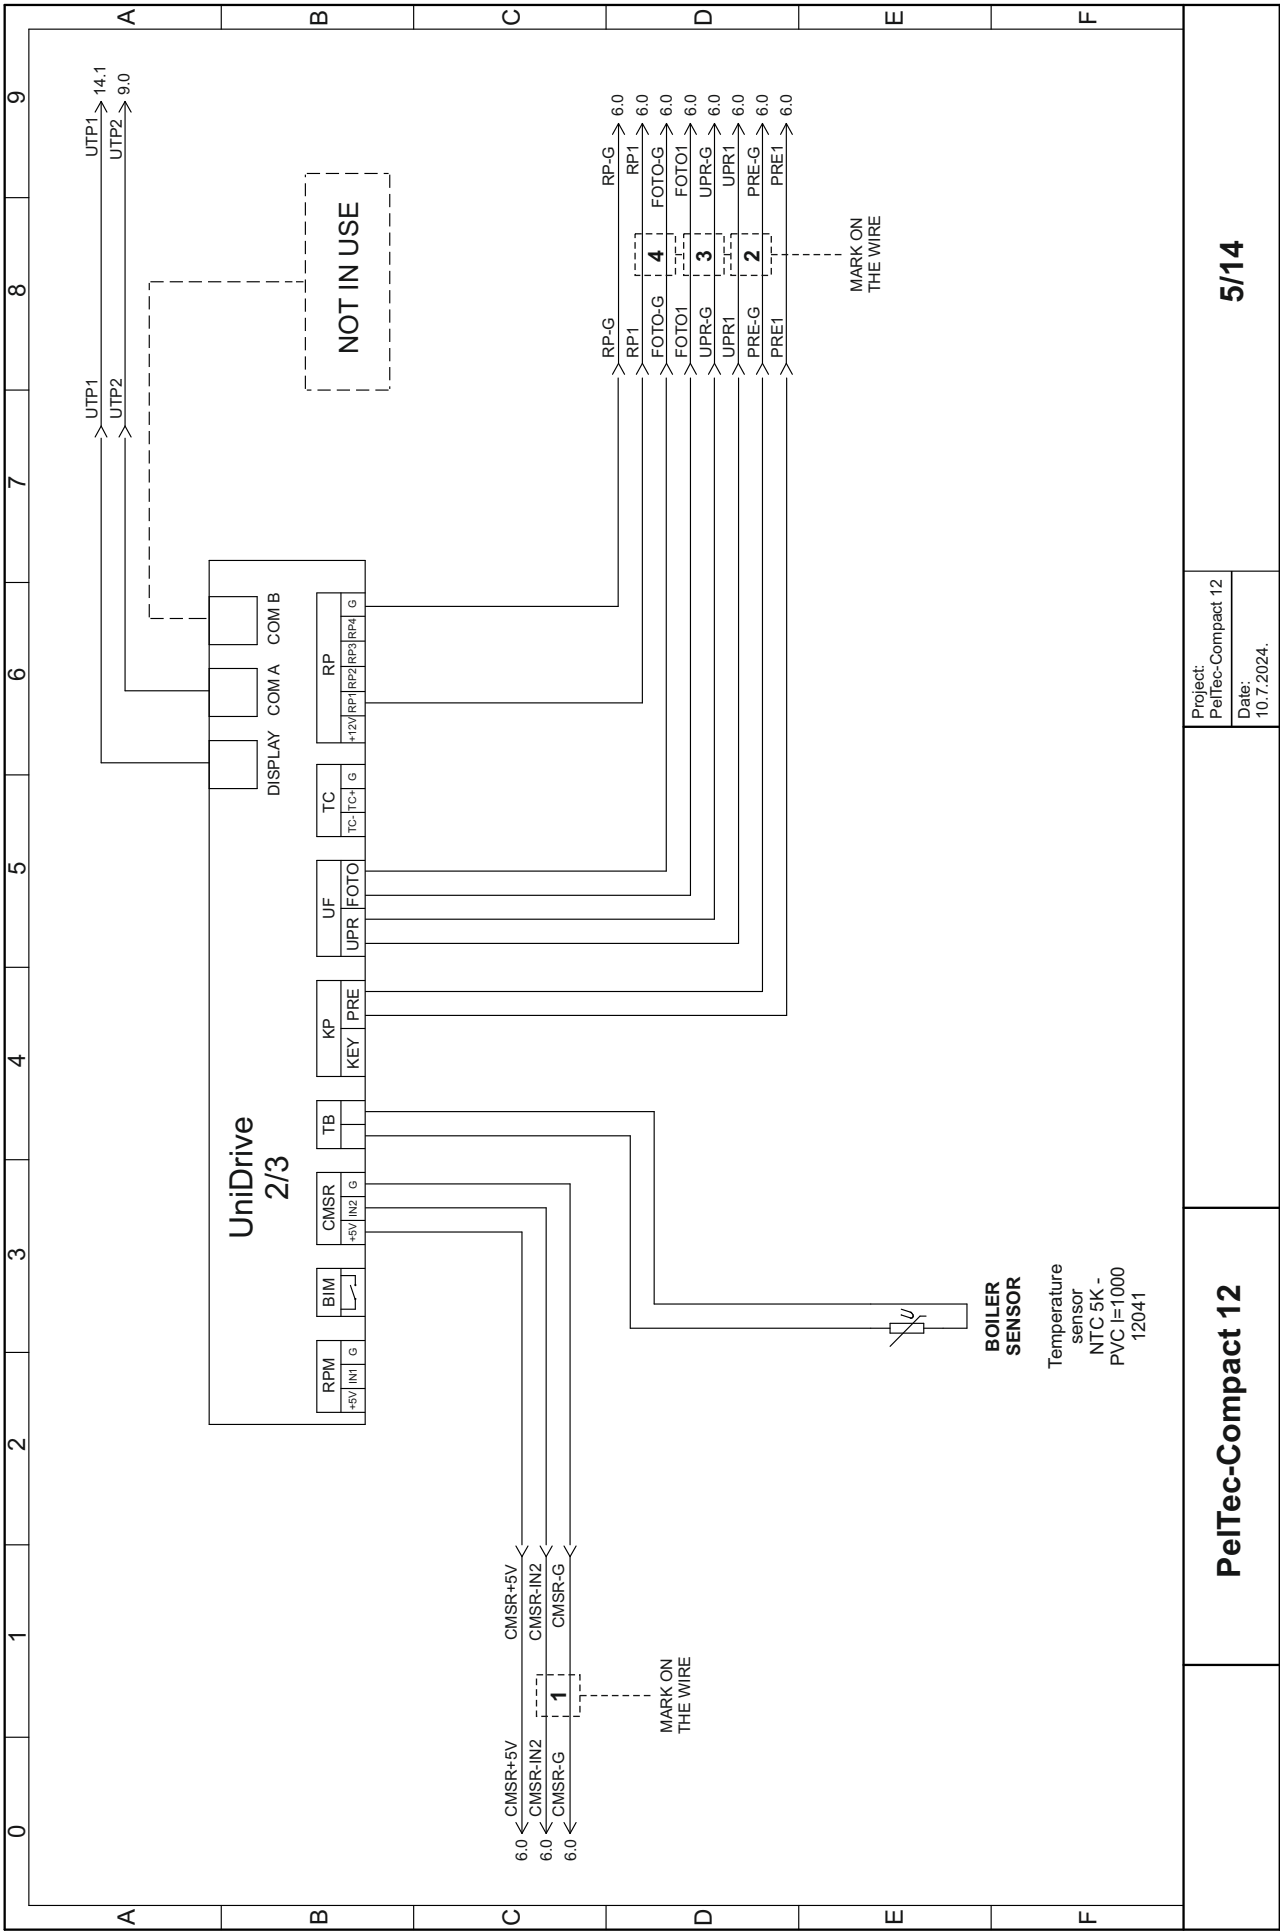 0 1 2 3 4 5 6 7 8 9
A A
B B
C C
D D
E E
F F
UTP1 UTP1 14.1
UTP2 UTP2 9.0
NOT IN USE
UniDrive
2/3
DISPLAY COM A COM B
RPM BIM CMSR TB KP UF TC RP
+5V IN1 G +5V IN2 G KEY PRE UPR FOTO TC- TC+ G +12V RP1 RP2 RP3 RP4 G
6.0 CMSR+5V CMSR+5V
6.0 CMSR-IN2 CMSR-IN2
6.0 CMSR-G CMSR-G
1
MARK ON
THE WIRE
RP-G RP-G 6.0
RP1 RP1 6.0
FOTO-G FOTO-G 6.0
4
FOTO1 FOTO1 6.0
UPR-G UPR-G 6.0
3
UPR1 UPR1 6.0
PRE-G PRE-G 6.0
2
PRE1 PRE1 6.0
MARK ON
THE WIRE
U
BOILER
SENSOR
Temperature
sensor
NTC 5K -
PVC l=1000
12041
PelTec-Compact 12
Project:
PelTec-Compact 12
Date:
10.7.2024.
5/14